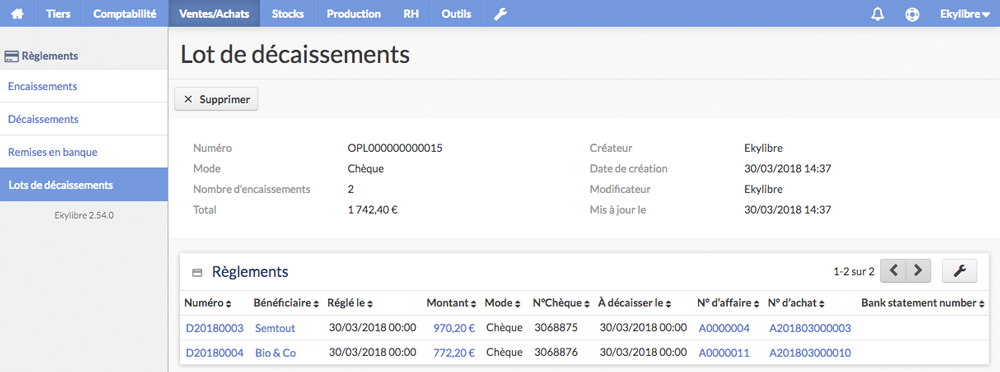 Tiers Comptabilité Ventes/Achats Stocks Production RH Outils Ekylibre
Règlements
Encaissements
Décaissements
Remises en banque
Lots de décaissements
Ekylibre 2.54.0
Lot de décaissements
× Supprimer
Numéro OPL000000000015 Créateur Ekylibre
Mode Chèque Date de création 30/03/2018 14:37
Nombre d'encaissements 2 Modificateur Ekylibre
Total 1 742,40 € Mis à jour le 30/03/2018 14:37
Règlements 1-2 sur 2
Numéro Bénéficiaire Réglé le Montant Mode N°Chèque À décaisser le N° d'affaire N° d'achat Bank statement number
D20180003 Semtout 30/03/2018 00:00 970,20 € Chèque 3068875 30/03/2018 00:00 A0000004 A201803000003
D20180004 Bio & Co 30/03/2018 00:00 772,20 € Chèque 3068876 30/03/2018 00:00 A0000011 A201803000010